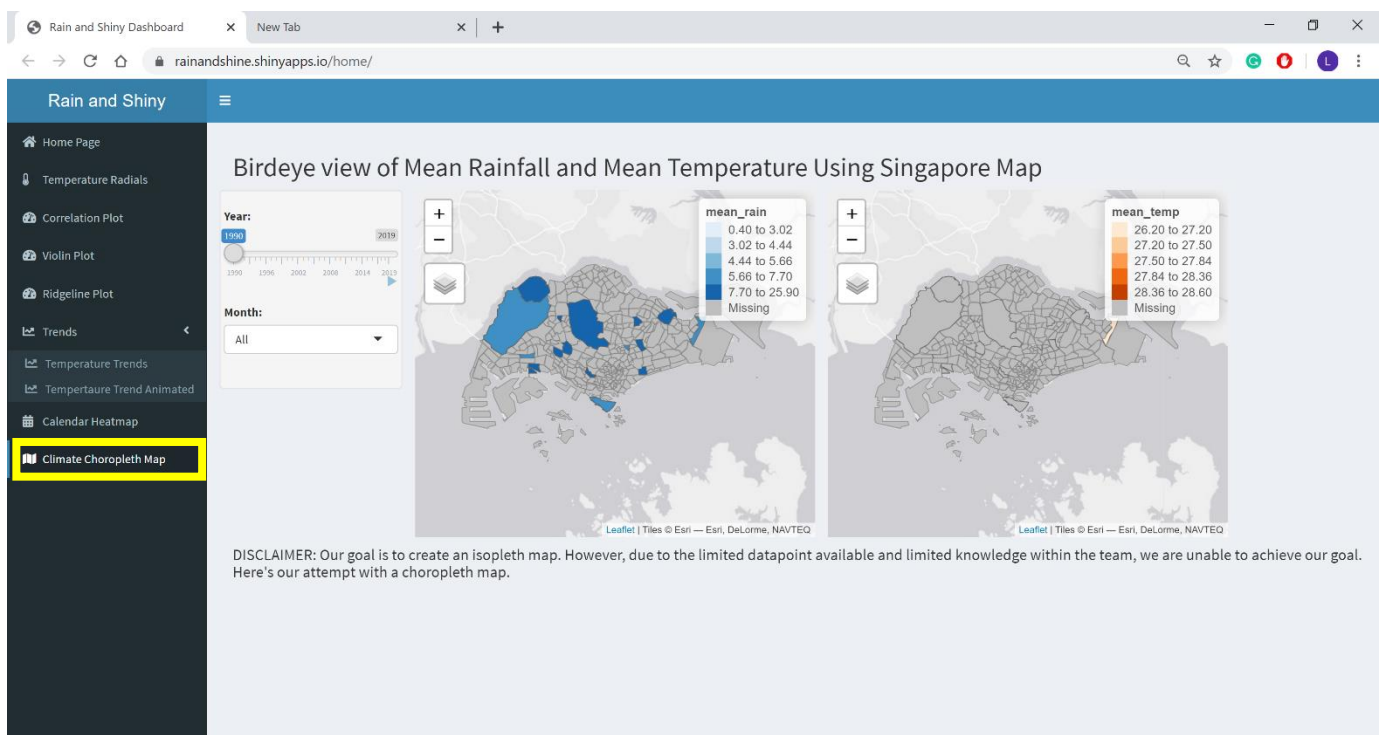 Rain and Shiny Dashboard
New Tab
rainandshine.shinyapps.io/home/
L
Rain and Shiny
Home Page
Temperature Radials
Correlation Plot
Violin Plot
Ridgeline Plot
Trends
Temperature Trends
Tempertaure Trend Animated
Calendar Heatmap
Climate Choropleth Map
Birdeye view of Mean Rainfall and Mean Temperature Using Singapore Map
Year:
1990 2019
1990 1996 2002 2008 2014 2019
Month:
All
+
−
mean_rain
0.40 to 3.02
3.02 to 4.44
4.44 to 5.66
5.66 to 7.70
7.70 to 25.90
Missing
Leaflet | Tiles © Esri — Esri, DeLorme, NAVTEQ
+
−
mean_temp
26.20 to 27.20
27.20 to 27.50
27.50 to 27.84
27.84 to 28.36
28.36 to 28.60
Missing
Leaflet | Tiles © Esri — Esri, DeLorme, NAVTEQ
DISCLAIMER: Our goal is to create an isopleth map. However, due to the limited datapoint available and limited knowledge within the team, we are unable to achieve our goal.
Here's our attempt with a choropleth map.